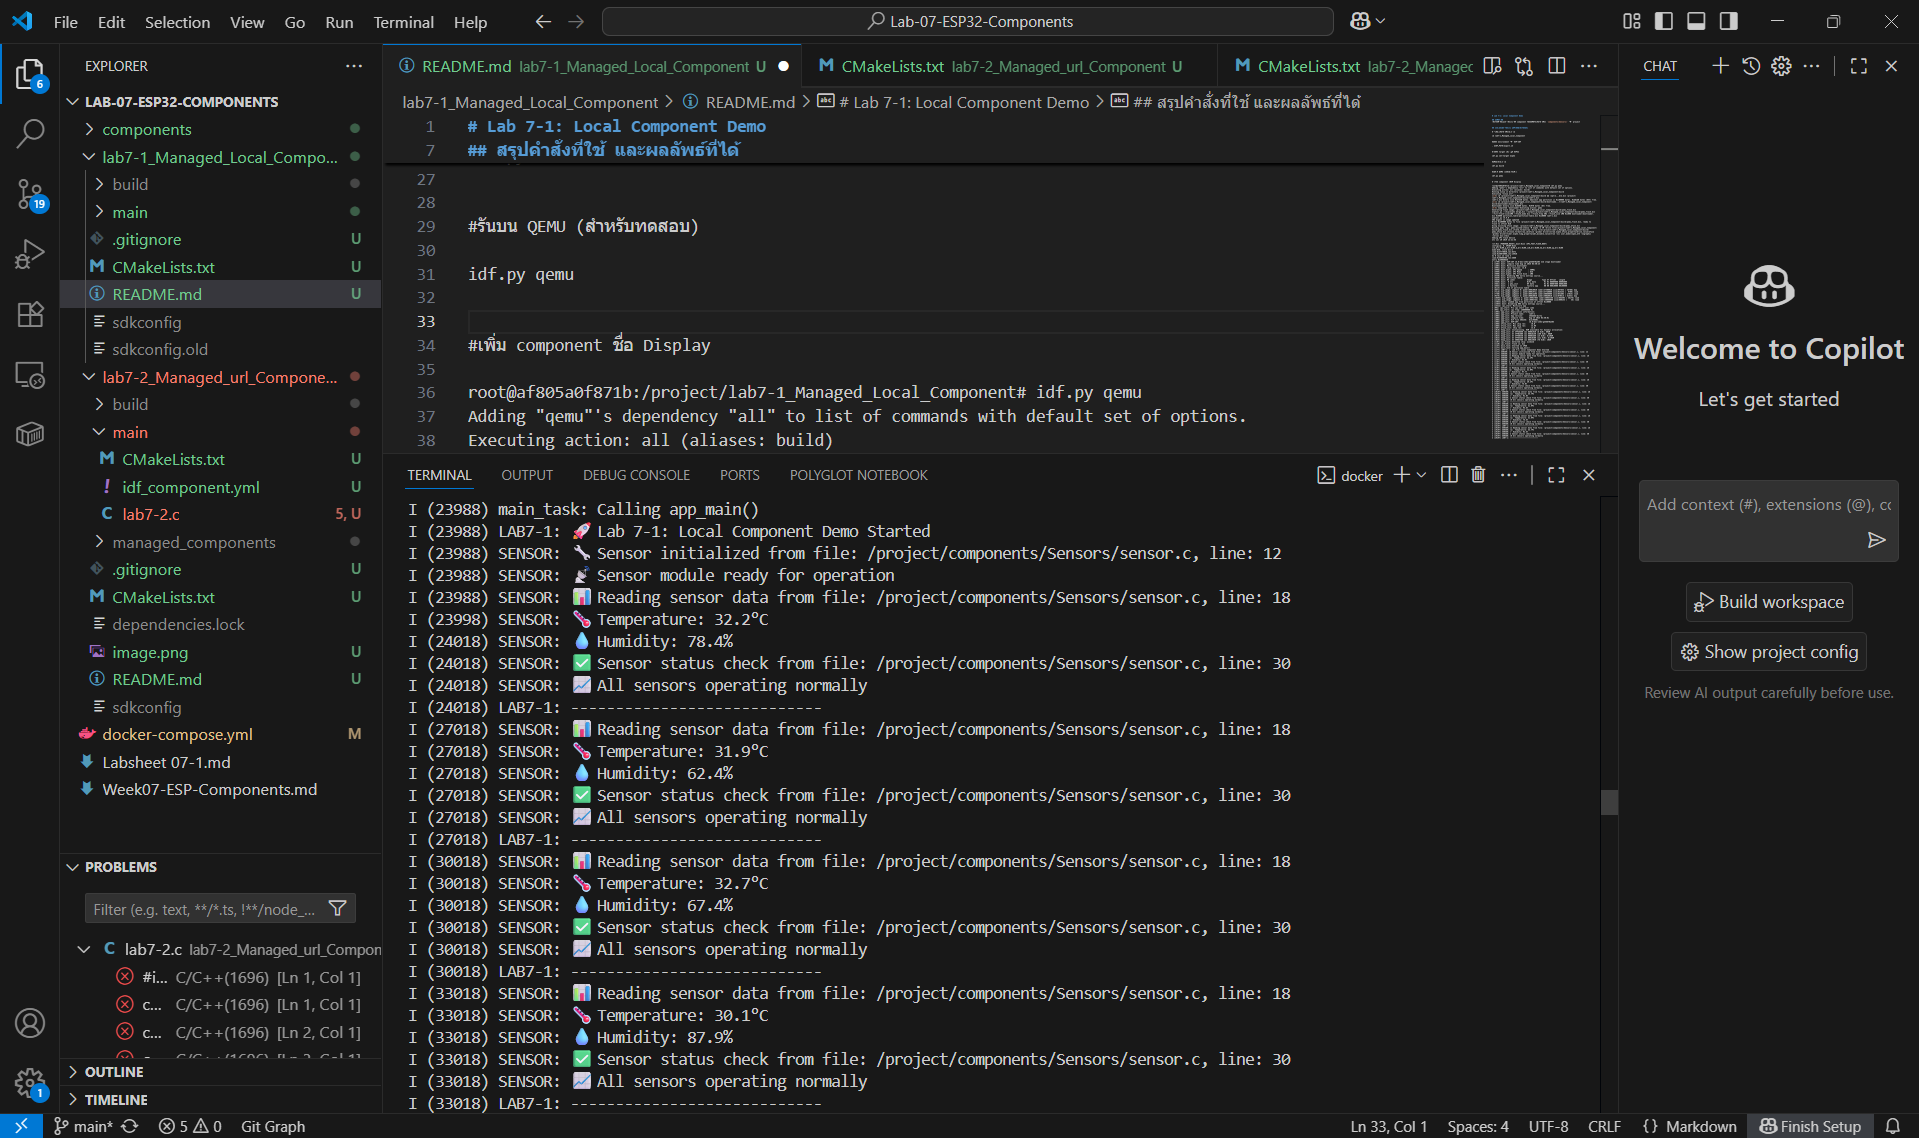 File Edit Selection View Go Run Terminal Help
Lab-07-ESP32-Components
EXPLORER
LAB-07-ESP32-COMPONENTS
components
lab7-1_Managed_Local_Compo...
build
main
.gitignore U
CMakeLists.txt U
README.md U
sdkconfig
sdkconfig.old
lab7-2_Managed_url_Compone...
build
main
CMakeLists.txt U
idf_component.yml U
lab7-2.c 5, U
managed_components
.gitignore U
CMakeLists.txt U
dependencies.lock
image.png U
README.md U
sdkconfig
docker-compose.yml M
Labsheet 07-1.md
Week07-ESP-Components.md
6
19
1
PROBLEMS
Filter (e.g. text, **/*.ts, !**/node_...
lab7-2.c lab7-2_Managed_url_Compon
#i... C/C++(1696) [Ln 1, Col 1]
c... C/C++(1696) [Ln 1, Col 1]
c... C/C++(1696) [Ln 2, Col 1]
OUTLINE
TIMELINE
README.md lab7-1_Managed_Local_Component U
CMakeLists.txt lab7-2_Managed_url_Component U
CMakeLists.txt lab7-2_Managec
lab7-1_Managed_Local_Component > README.md > # Lab 7-1: Local Component Demo > ## สรุปคำสั่งที่ใช้ และผลลัพธ์ที่ได้
1 # Lab 7-1: Local Component Demo
7 ## สรุปคำสั่งที่ใช้ และผลลัพธ์ที่ได้
27
28
29 #รันบน QEMU (สำหรับทดสอบ)
30
31 idf.py qemu
32
33
34 #เพิ่ม component ชื่อ Display
35
36 root@af805a0f871b:/project/lab7-1_Managed_Local_Component# idf.py qemu
37 Adding "qemu"'s dependency "all" to list of commands with default set of options.
38 Executing action: all (aliases: build)
TERMINAL OUTPUT DEBUG CONSOLE PORTS POLYGLOT NOTEBOOK
docker
I (23988) main_task: Calling app_main()
I (23988) LAB7-1: 🚀 Lab 7-1: Local Component Demo Started
I (23988) SENSOR: 🔧 Sensor initialized from file: /project/components/Sensors/sensor.c, line: 12
I (23988) SENSOR: 📡 Sensor module ready for operation
I (23988) SENSOR: 📊 Reading sensor data from file: /project/components/Sensors/sensor.c, line: 18
I (23998) SENSOR: 🌡️ Temperature: 32.2°C
I (24018) SENSOR: 💧 Humidity: 78.4%
I (24018) SENSOR: ✅ Sensor status check from file: /project/components/Sensors/sensor.c, line: 30
I (24018) SENSOR: 📈 All sensors operating normally
I (24018) LAB7-1: ----------------------------
I (27018) SENSOR: 📊 Reading sensor data from file: /project/components/Sensors/sensor.c, line: 18
I (27018) SENSOR: 🌡️ Temperature: 31.9°C
I (27018) SENSOR: 💧 Humidity: 62.4%
I (27018) SENSOR: ✅ Sensor status check from file: /project/components/Sensors/sensor.c, line: 30
I (27018) SENSOR: 📈 All sensors operating normally
I (27018) LAB7-1: ----------------------------
I (30018) SENSOR: 📊 Reading sensor data from file: /project/components/Sensors/sensor.c, line: 18
I (30018) SENSOR: 🌡️ Temperature: 32.7°C
I (30018) SENSOR: 💧 Humidity: 67.4%
I (30018) SENSOR: ✅ Sensor status check from file: /project/components/Sensors/sensor.c, line: 30
I (30018) SENSOR: 📈 All sensors operating normally
I (30018) LAB7-1: ----------------------------
I (33018) SENSOR: 📊 Reading sensor data from file: /project/components/Sensors/sensor.c, line: 18
I (33018) SENSOR: 🌡️ Temperature: 30.1°C
I (33018) SENSOR: 💧 Humidity: 87.9%
I (33018) SENSOR: ✅ Sensor status check from file: /project/components/Sensors/sensor.c, line: 30
I (33018) SENSOR: 📈 All sensors operating normally
I (33018) LAB7-1: ----------------------------
CHAT
Welcome to Copilot
Let's get started
Add context (#), extensions (@), cc
Build workspace
Show project config
Review AI output carefully before use.
main* 5 0 Git Graph
Ln 33, Col 1 Spaces: 4 UTF-8 CRLF {} Markdown Finish Setup